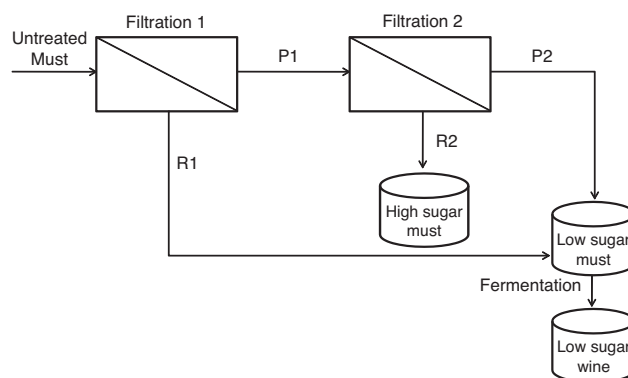 Filtration 1
Filtration 2
Untreated
Must
P1
P2
R1
R2
High sugar
must
Low sugar
must
Fermentation
Low sugar
wine